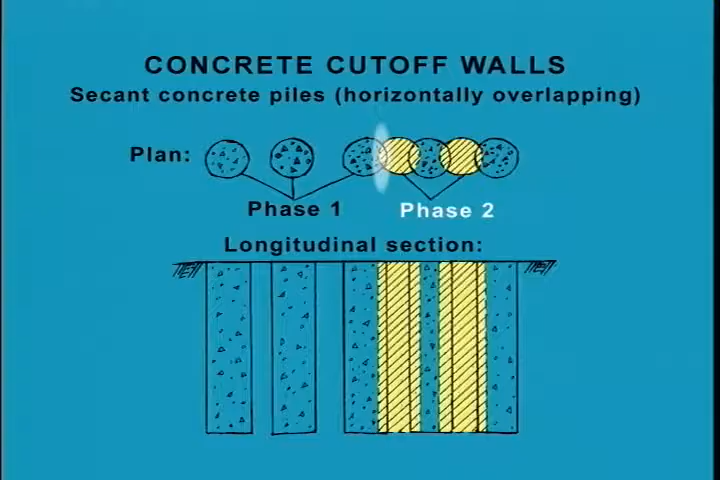 CONCRETE CUTOFF WALLS
Secant concrete piles (horizontally overlapping)
Plan:
Phase 1
Phase 2
Longitudinal section: